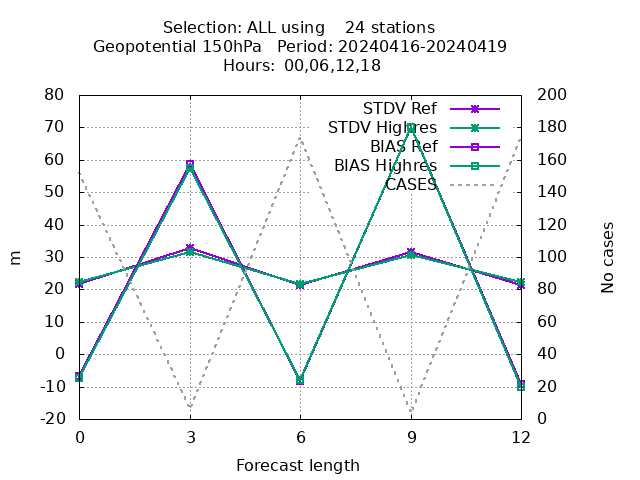 Selection: ALL using    24 stations
Geopotential 150hPa   Period: 20240416-20240419
Hours: 00,06,12,18
STDV Ref
STDV Highres
BIAS Ref
BIAS Highres
CASES
80
70
60
50
40
30
20
10
0
-10
-20
m
200
180
160
140
120
100
80
60
40
20
0
No cases
0 3 6 9 12
Forecast length